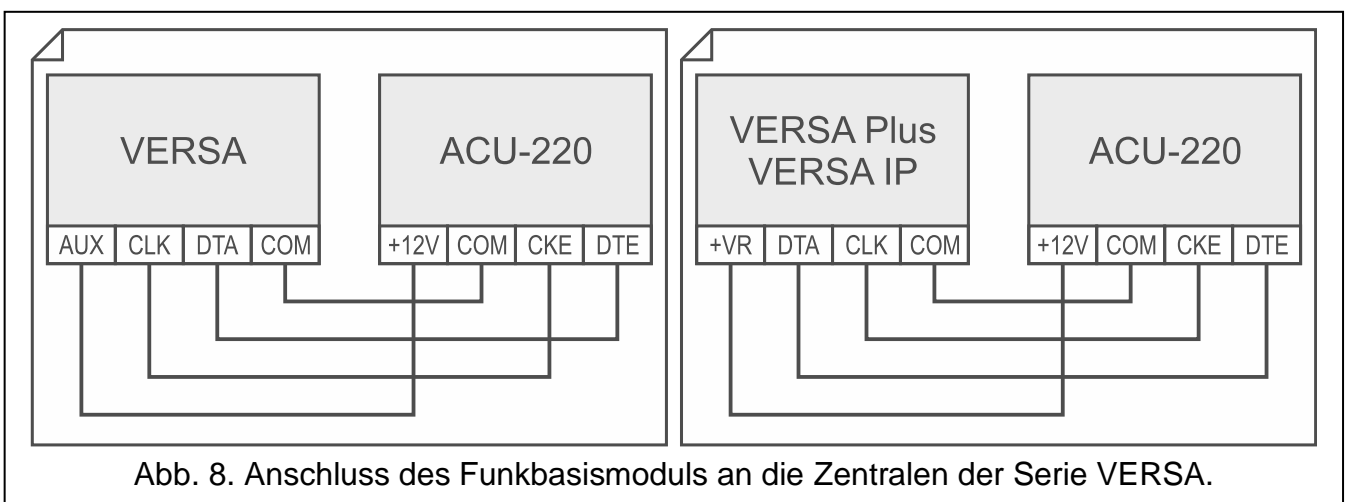 VERSA
ACU-220
AUX CLK DTA COM
+12V COM CKE DTE
VERSA Plus
VERSA IP
ACU-220
+VR DTA CLK COM
+12V COM CKE DTE
Abb. 8. Anschluss des Funkbasismoduls an die Zentralen der Serie VERSA.